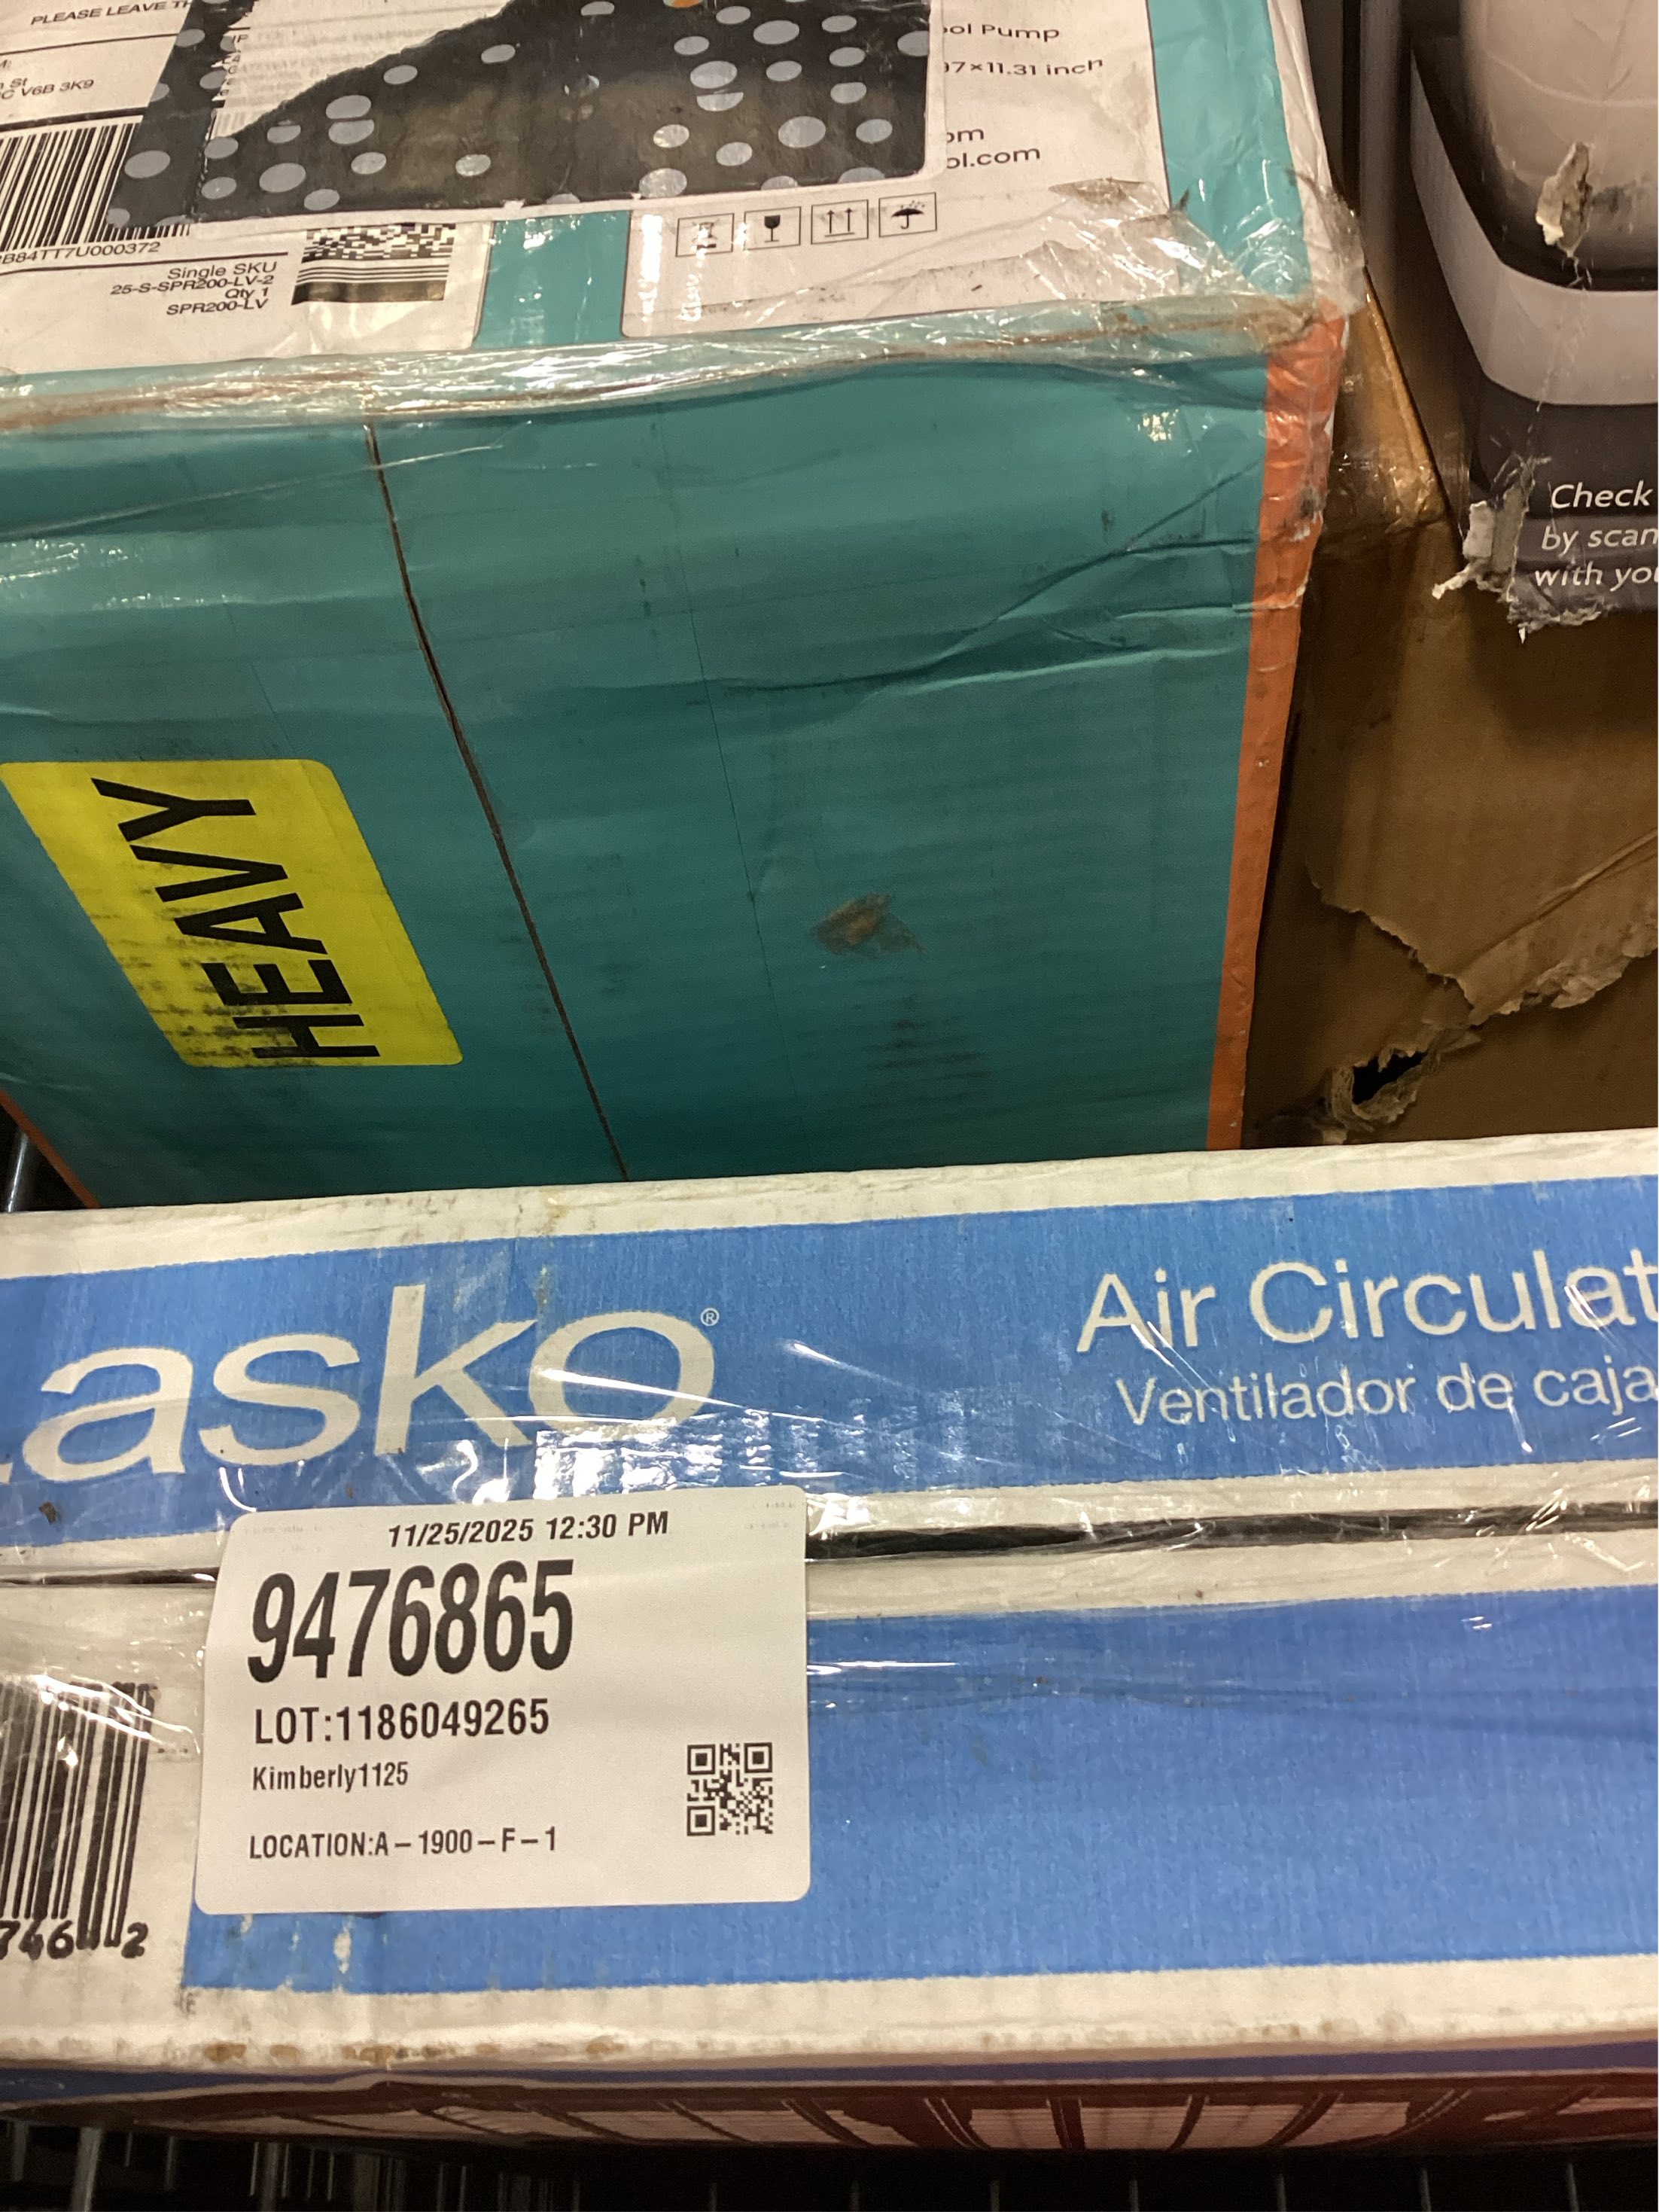 PLEASE LEAVE TH
St
C V6B 3K9
B84TT7U000372
Single SKU
25-S-SPR200-LV-2
Qty 1
SPR200-LV
ol Pump
97×11.31 inch
om
ol.com
Check
by scan
with you
HEAVY
Lasko®
Air Circulat
Ventilador de caja
11/25/2025 12:30 PM
9476865
LOT:1186049265
Kimberly1125
LOCATION:A-1900-F-1
746 2